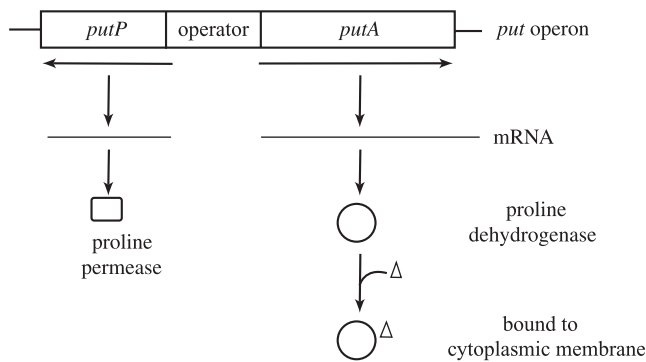 putP operator putA put operon
mRNA
proline
permease
proline
dehydrogenase
Δ
Δ
bound to
cytoplasmic membrane